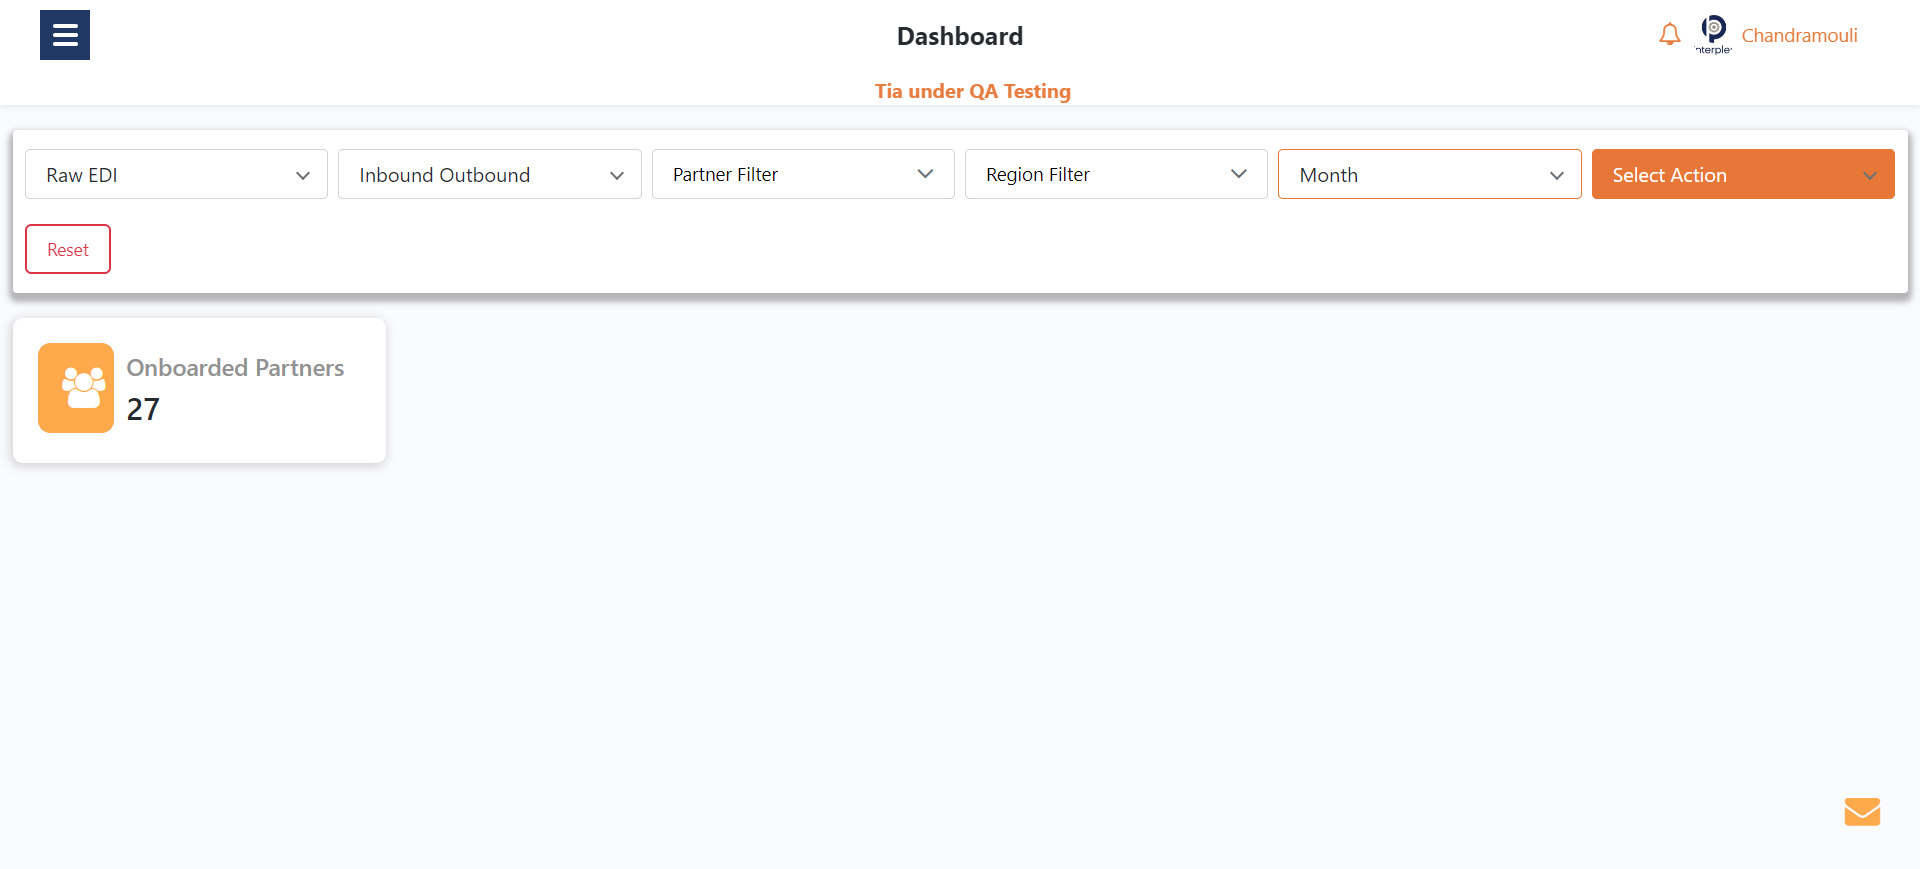 Dashboard
Chandramouli
Tia under QA Testing
Raw EDI
Inbound Outbound
Partner Filter
Region Filter
Month
Select Action
Reset
Onboarded Partners
27